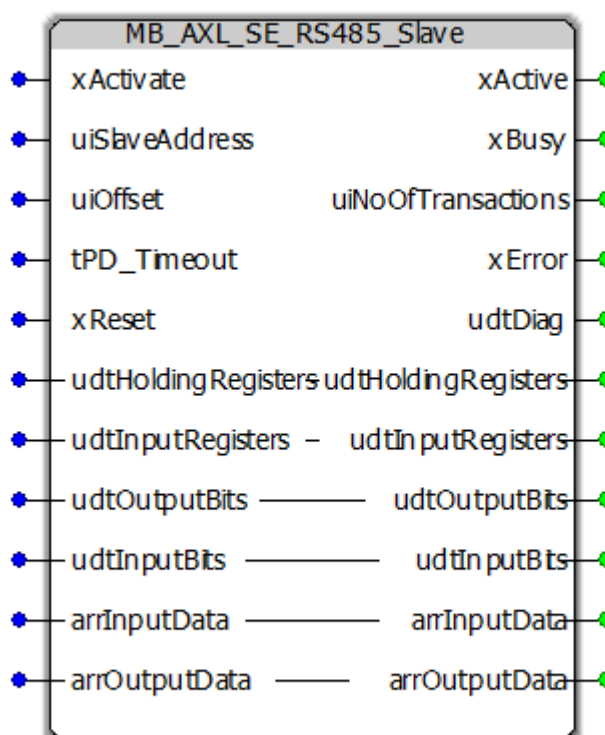 MB_AXL_SE_RS485_Slave
xActivate xActive
uiSlaveAddress xBusy
uiOffset uiNoOfTransactions
tPD_Timeout xError
xReset udtDiag
udtHoldingRegisters udtHoldingRegisters
udtInputRegisters udtInputRegisters
udtOutputBits udtOutputBits
udtInputBits udtInputBits
arrInputData arrInputData
arrOutputData arrOutputData